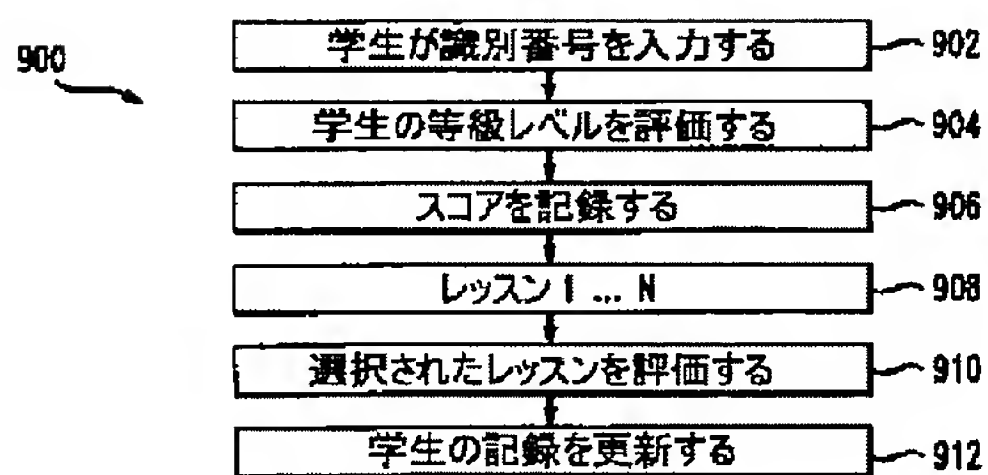 900
学生が識別番号を入力する 902
学生の等級レベルを評価する 904
スコアを記録する 906
レッスン 1 ... N 908
選択されたレッスンを評価する 910
学生の記録を更新する 912